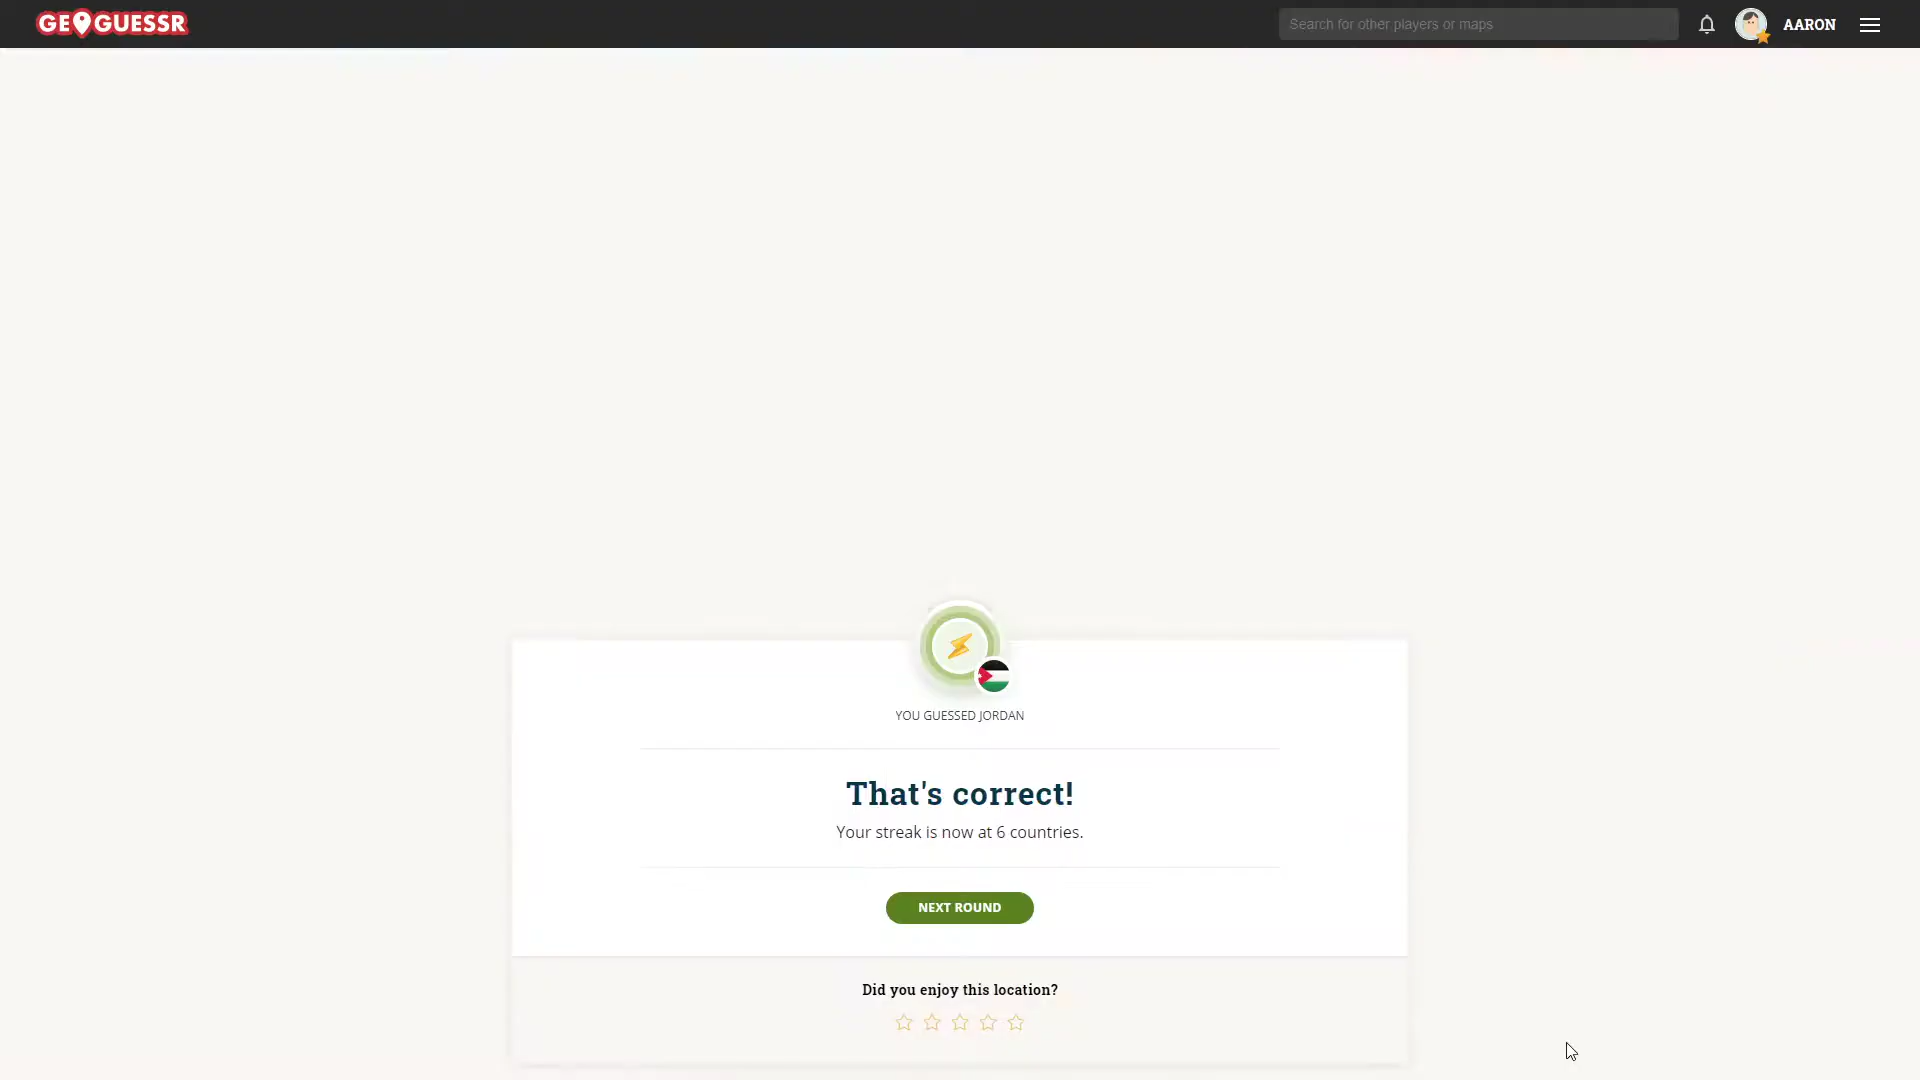 GEOGUESSR
Search for other players or maps
AARON
YOU GUESSED JORDAN
That's correct!
Your streak is now at 6 countries.
NEXT ROUND
Did you enjoy this location?